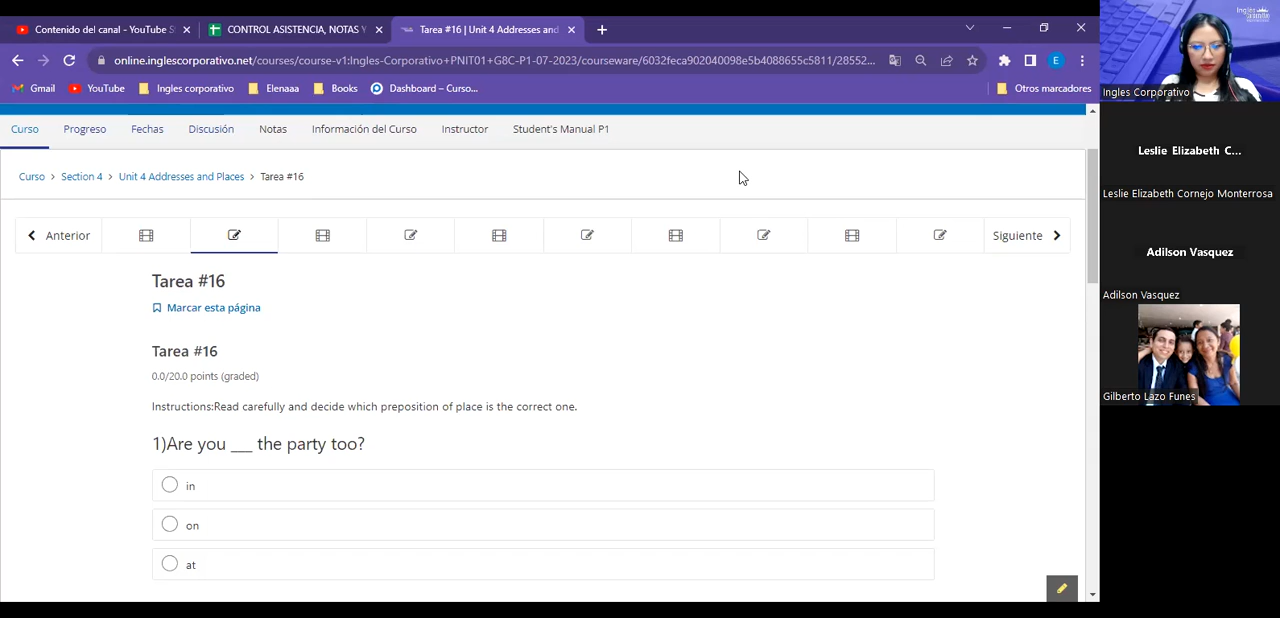 Contenido del canal - YouTube S
CONTROL ASISTENCIA, NOTAS Y
Tarea #16 | Unit 4 Addresses and
online.inglescorporativo.net/courses/course-v1:Ingles-Corporativo+PNIT01+G8C-P1-07-2023/courseware/6032feca902040098e5b4088655c5811/28552...
E
Gmail
YouTube
Ingles corporativo
Elenaaa
Books
Dashboard – Curso...
Otros marcadores
Curso
Progreso
Fechas
Discusión
Notas
Información del Curso
Instructor
Student's Manual P1
Curso > Section 4 > Unit 4 Addresses and Places > Tarea #16
Anterior
Siguiente
Tarea #16
Marcar esta página
Tarea #16
0.0/20.0 points (graded)
Instructions:Read carefully and decide which preposition of place is the correct one.
1)Are you ___ the party too?
in
on
at
Ingles
Ingles Corporativo
Leslie Elizabeth C...
Leslie Elizabeth Cornejo Monterrosa
Adilson Vasquez
Adilson Vasquez
Gilberto Lazo Funes